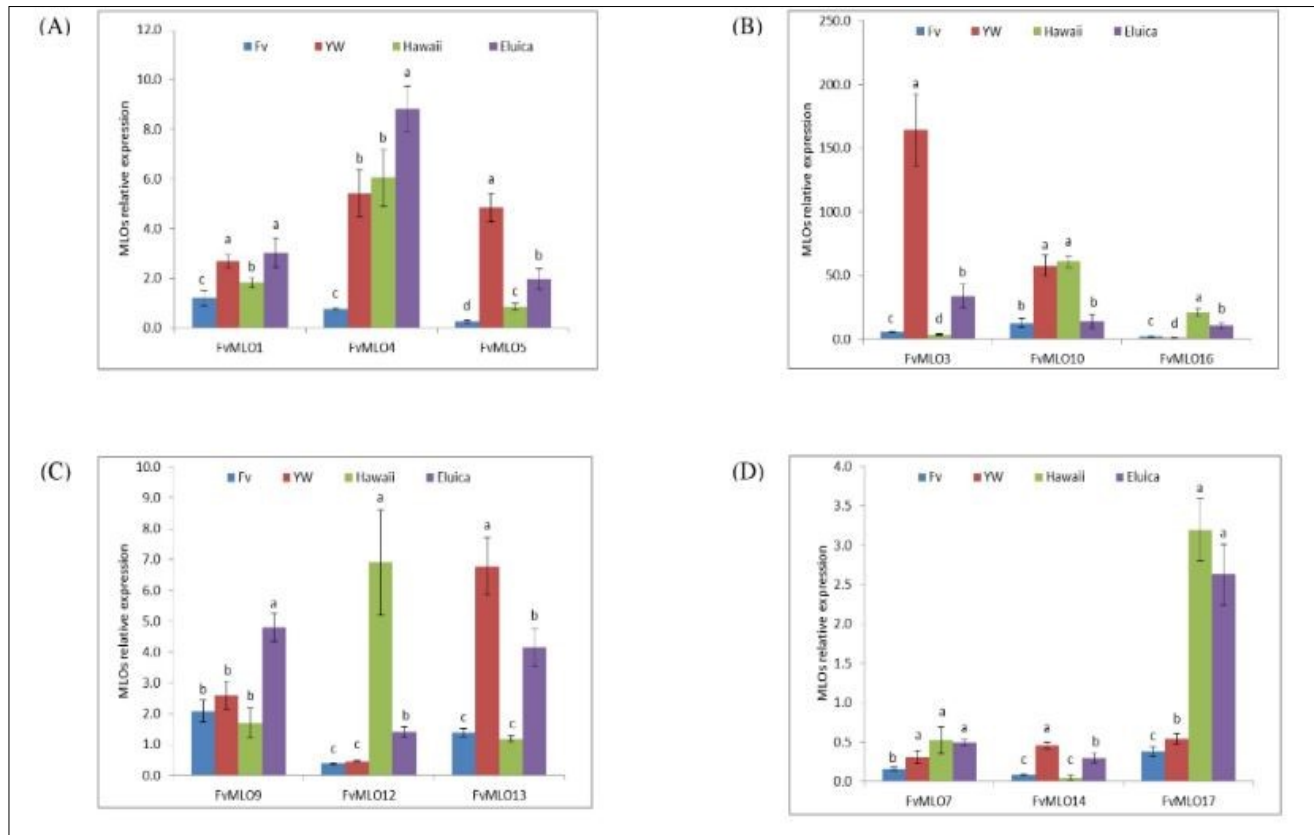 (A)
12.0
10.0
8.0
6.0
4.0
2.0
0.0
MLOs relative expression
Fv YW Hawaii Eluica
c a b a
c b b a
d a c b
FvMLO1 FvMLO4 FvMLO5
(B)
250.0
200.0
150.0
100.0
50.0
0.0
MLOs relative expression
Fv YW Hawaii Eluica
c a d b
b a a b
c d a b
FvMLO3 FvMLO10 FvMLO16
(C)
10.0
9.0
8.0
7.0
6.0
5.0
4.0
3.0
2.0
1.0
0.0
MLOs relative expression
Fv YW Hawaii Eluica
b b b a
c c a b
c a c b
FvMLO9 FvMLO12 FvMLO13
(D)
4.0
3.5
3.0
2.5
2.0
1.5
1.0
0.5
0.0
MLOs relative expression
Fv YW Hawaii Eluica
b a a a
c a c b
c b a a
FvMLO7 FvMLO14 FvMLO17